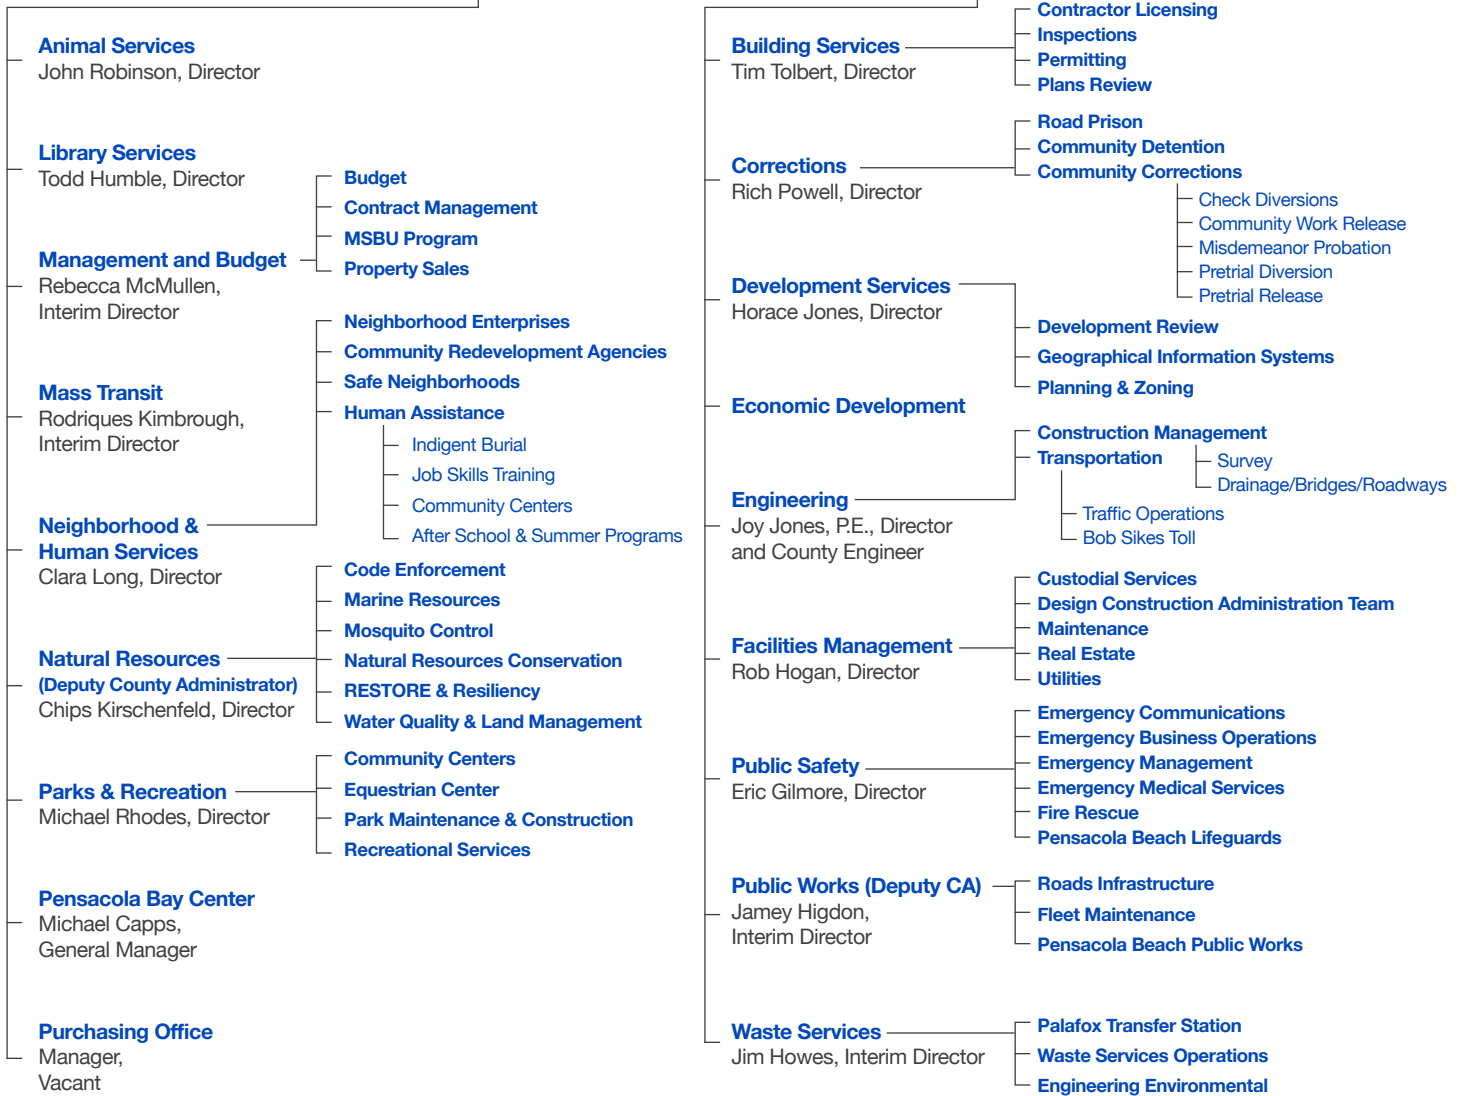 Animal Services
John Robinson, Director
Library Services
Todd Humble, Director
Management and Budget
Rebecca McMullen,
Interim Director
Budget
Contract Management
MSBU Program
Property Sales
Mass Transit
Rodriques Kimbrough,
Interim Director
Neighborhood &
Human Services
Clara Long, Director
Neighborhood Enterprises
Community Redevelopment Agencies
Safe Neighborhoods
Human Assistance
Indigent Burial
Job Skills Training
Community Centers
After School & Summer Programs
Natural Resources
(Deputy County Administrator)
Chips Kirschenfeld, Director
Code Enforcement
Marine Resources
Mosquito Control
Natural Resources Conservation
RESTORE & Resiliency
Water Quality & Land Management
Parks & Recreation
Michael Rhodes, Director
Community Centers
Equestrian Center
Park Maintenance & Construction
Recreational Services
Pensacola Bay Center
Michael Capps,
General Manager
Purchasing Office
Manager,
Vacant
Building Services
Tim Tolbert, Director
Contractor Licensing
Inspections
Permitting
Plans Review
Corrections
Rich Powell, Director
Road Prison
Community Detention
Community Corrections
Check Diversions
Community Work Release
Misdemeanor Probation
Pretrial Diversion
Pretrial Release
Development Services
Horace Jones, Director
Development Review
Geographical Information Systems
Planning & Zoning
Economic Development
Engineering
Joy Jones, P.E., Director
and County Engineer
Construction Management
Survey
Drainage/Bridges/Roadways
Transportation
Traffic Operations
Bob Sikes Toll
Facilities Management
Rob Hogan, Director
Custodial Services
Design Construction Administration Team
Maintenance
Real Estate
Utilities
Public Safety
Eric Gilmore, Director
Emergency Communications
Emergency Business Operations
Emergency Management
Emergency Medical Services
Fire Rescue
Pensacola Beach Lifeguards
Public Works (Deputy CA)
Jamey Higdon,
Interim Director
Roads Infrastructure
Fleet Maintenance
Pensacola Beach Public Works
Waste Services
Jim Howes, Interim Director
Palafox Transfer Station
Waste Services Operations
Engineering Environmental